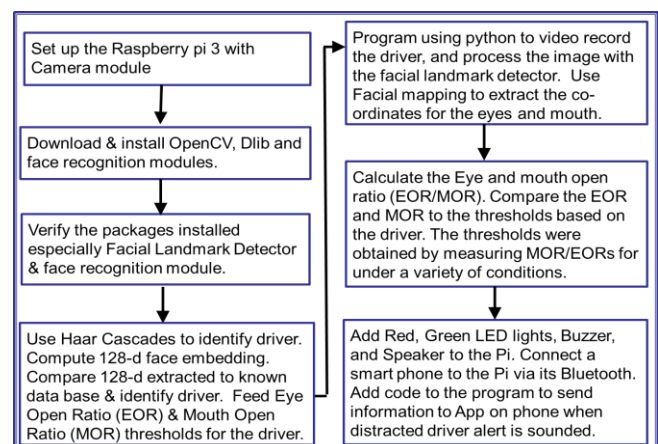 Set up the Raspberry pi 3 with
Camera module
Download & install OpenCV, Dlib and
face recognition modules.
Verify the packages installed
especially Facial Landmark Detector
& face recognition module.
Use Haar Cascades to identify driver.
Compute 128-d face embedding.
Compare 128-d extracted to known
data base & identify driver. Feed Eye
Open Ratio (EOR) & Mouth Open
Ratio (MOR) thresholds for the driver.
Program using python to video record
the driver, and process the image with
the facial landmark detector. Use
Facial mapping to extract the co-
ordinates for the eyes and mouth.
Calculate the Eye and mouth open
ratio (EOR/MOR). Compare the EOR
and MOR to the thresholds based on
the driver. The thresholds were
obtained by measuring MOR/EORs for
under a variety of conditions.
Add Red, Green LED lights, Buzzer,
and Speaker to the Pi. Connect a
smart phone to the Pi via its Bluetooth.
Add code to the program to send
information to App on phone when
distracted driver alert is sounded.